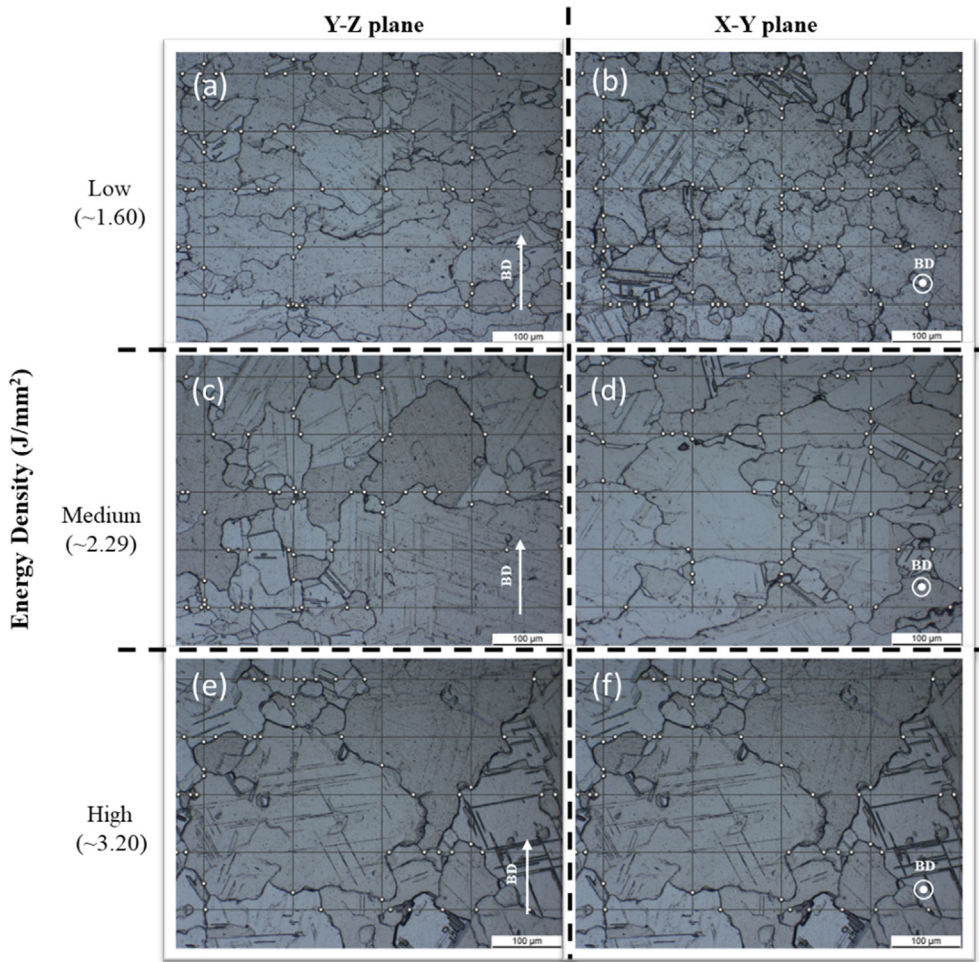 Y-Z plane
X-Y plane
(a)
(b)
Low
(~1.60)
BD
BD
100 µm
100 µm
Energy Density (J/mm²)
(c)
(d)
Medium
(~2.29)
BD
BD
100 µm
100 µm
(e)
(f)
High
(~3.20)
BD
BD
100 µm
100 µm